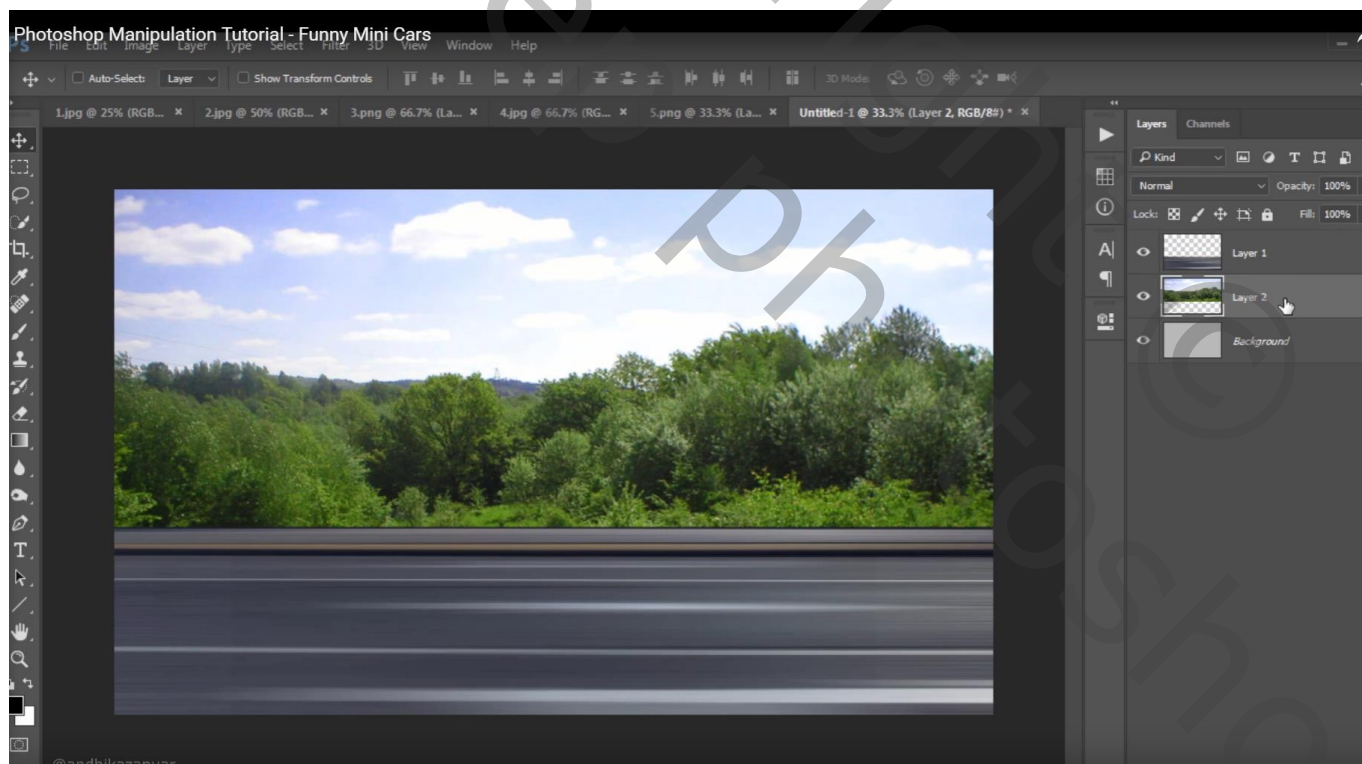 Photoshop Manipulation Tutorial - Funny Mini Cars
File Edit Image Layer Type Select Filter 3D View Window Help
Auto-Select: Layer Show Transform Controls 3D Mode:
1.jpg @ 25% (RGB... × 2.jpg @ 50% (RGB... × 3.png @ 66.7% (La... × 4.jpg @ 66.7% (RG... × 5.png @ 33.3% (La... × Untitled-1 @ 33.3% (Layer 2, RGB/8#) * ×
Layers Channels
Kind
Normal Opacity: 100%
Lock: Fill: 100%
Layer 1
Layer 2
Background
@andhikazanuar